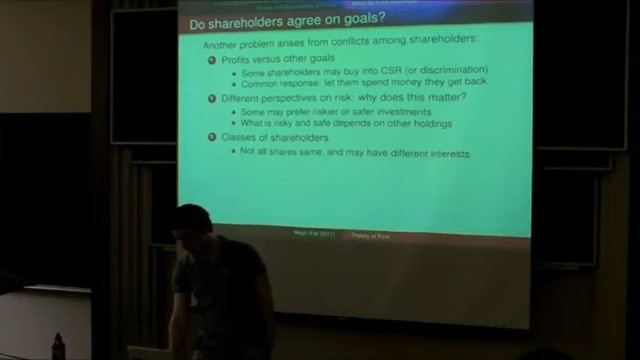 Do shareholders agree on goals?
Another problem arises from conflicts among shareholders:
Profits versus other goals
Some shareholders may buy into CSR (or discrimination)
Common response: let them spend money they get back
Different perspectives on risk: why does this matter?
Some may prefer riskier or safer investments
What is risky and safe depends on other holdings
Classes of shareholders
Not all shares same, and may have different interests
(Fall 2011) Theory of Firm